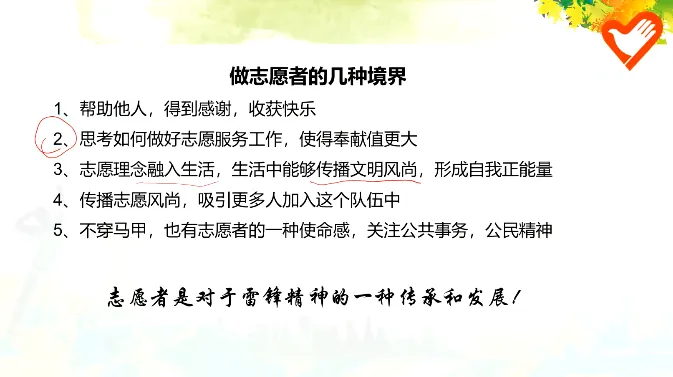 做志愿者的几种境界
1、帮助他人，得到感谢，收获快乐
2、思考如何做好志愿服务工作，使得奉献值更大
3、志愿理念融入生活，生活中能够传播文明风尚，形成自我正能量
4、传播志愿风尚，吸引更多人加入这个队伍中
5、不穿马甲，也有志愿者的一种使命感，关注公共事务，公民精神
志愿者是对于雷锋精神的一种传承和发展！